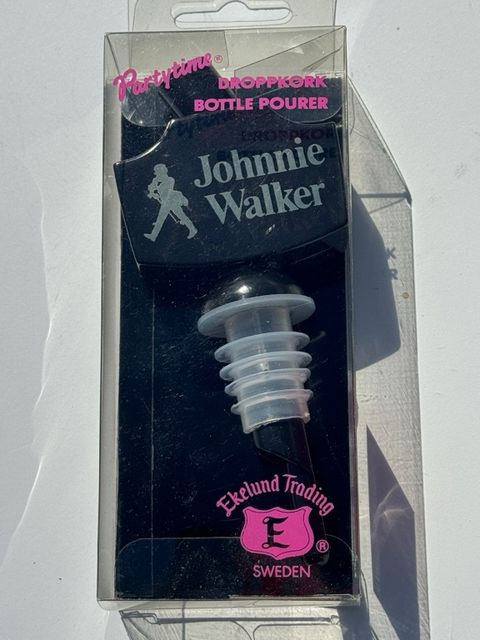 Partytime®
DROPPKORK
BOTTLE POURER
Johnnie
Walker
Ekelund Trading
E
®
SWEDEN